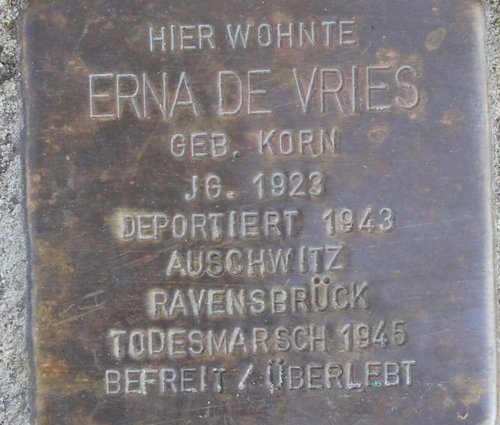 HIER WOHNTE
ERNA DE VRIES
GEB. KORN
JG. 1923
DEPORTIERT 1943
AUSCHWITZ
RAVENSBRÜCK
TODESMARSCH 1945
BEFREIT / ÜBERLEBT